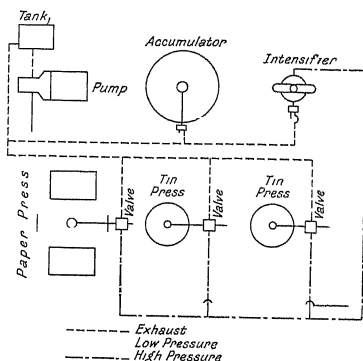 Tank,
Accumulator
Intensifier
Pump
Paper Press
Valve
Tin
Press
Valve
Tin
Press
Valve
Exhaust
Low Pressure
High Pressure